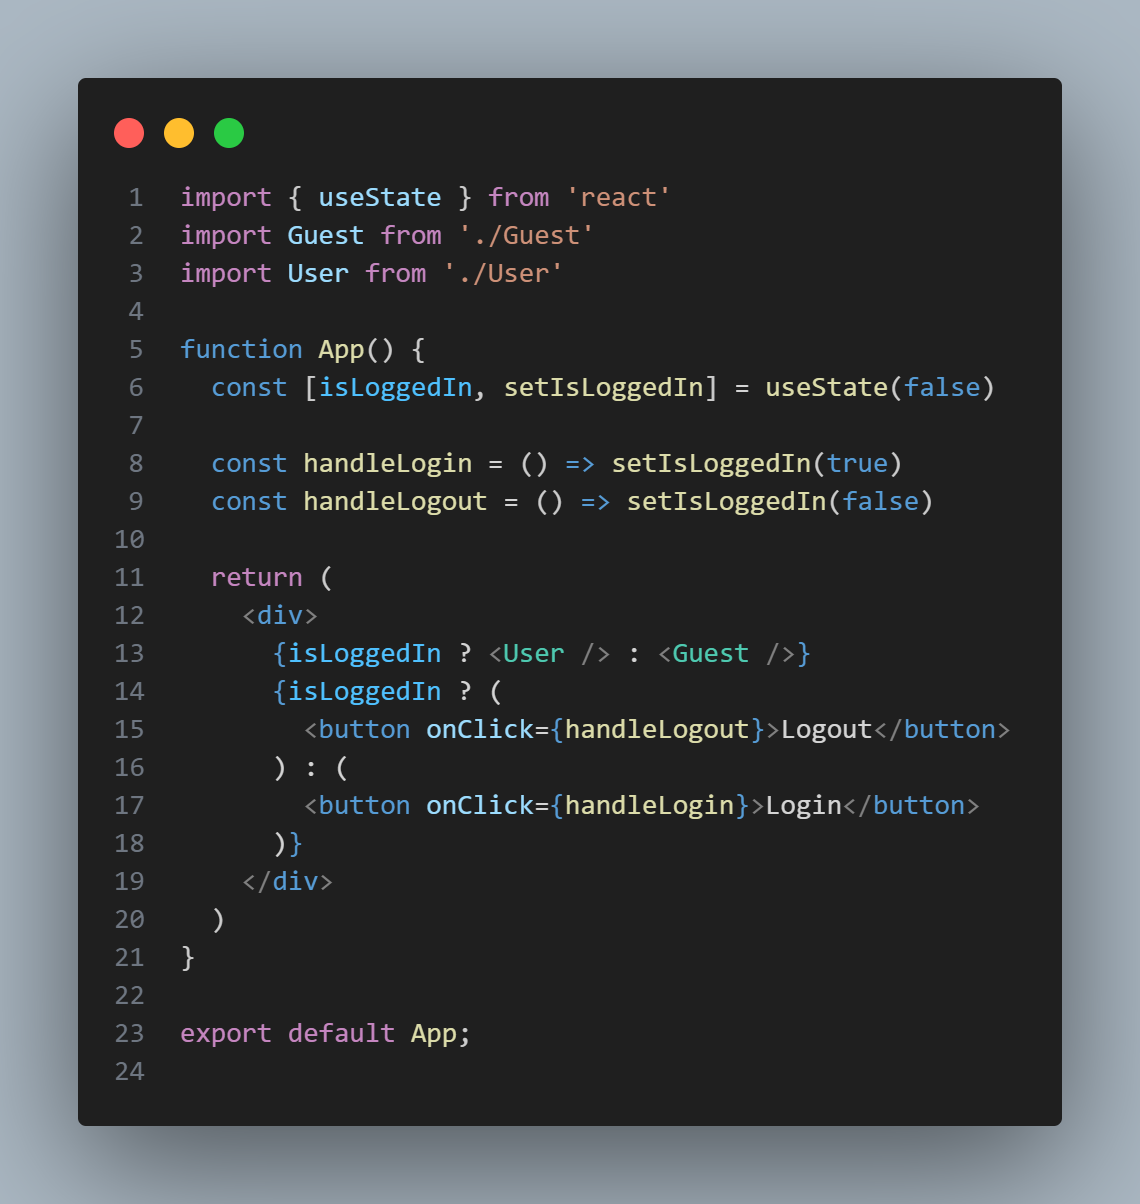 1 import { useState } from 'react'
2 import Guest from './Guest'
3 import User from './User'
4
5 function App() {
6   const [isLoggedIn, setIsLoggedIn] = useState(false)
7
8   const handleLogin = () => setIsLoggedIn(true)
9   const handleLogout = () => setIsLoggedIn(false)
10
11   return (
12     <div>
13       {isLoggedIn ? <User /> : <Guest />}
14       {isLoggedIn ? (
15         <button onClick={handleLogout}>Logout</button>
16       ) : (
17         <button onClick={handleLogin}>Login</button>
18       )}
19     </div>
20   )
21 }
22
23 export default App;
24